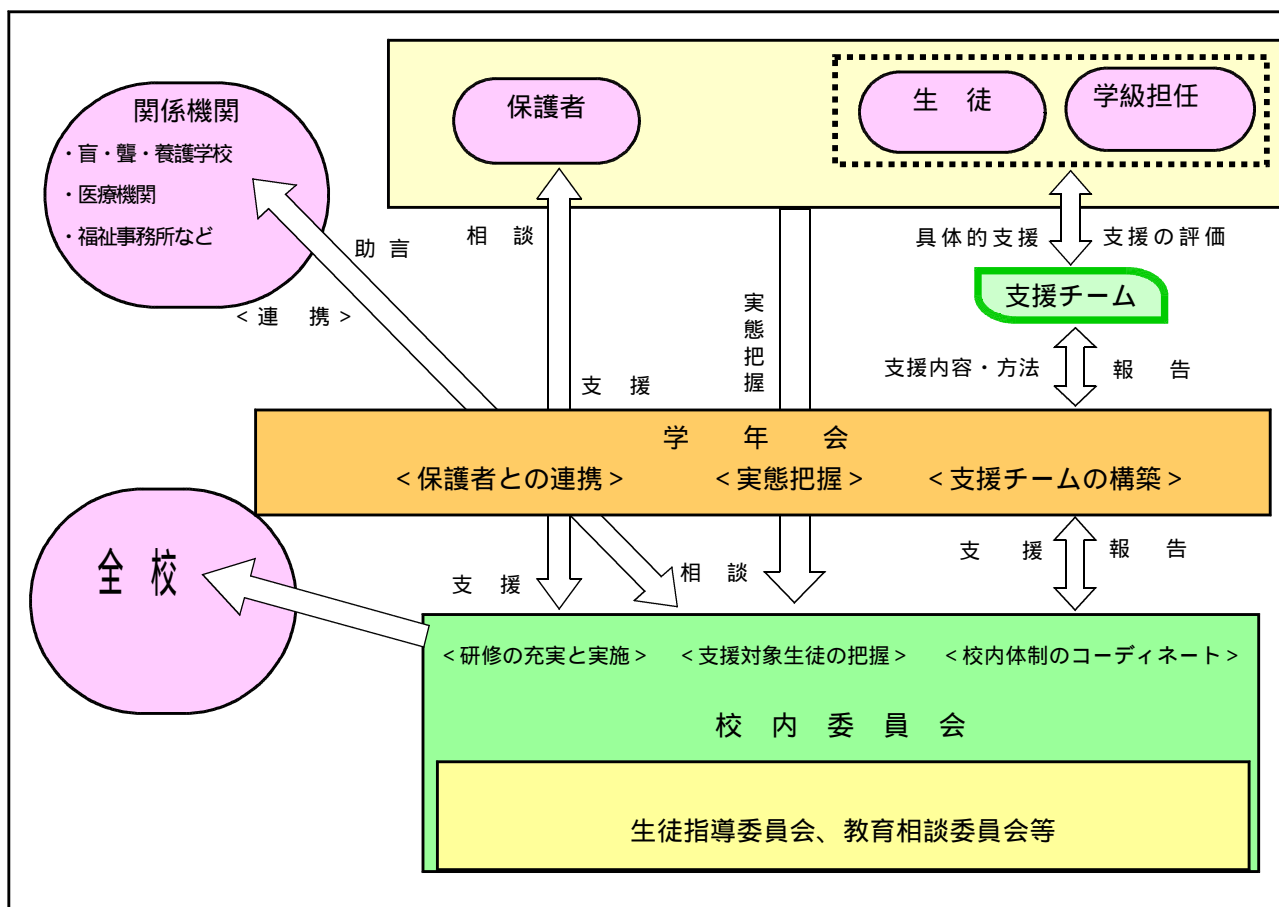 関係機関
・盲・聾・養護学校
・医療機関
・福祉事務所など
保護者
生 徒
学級担任
相 談
助 言
<連 携>
具体的支援
支援の評価
支援チーム
実態把握
支 援
支援内容・方法
報 告
学 年 会
<保護者との連携>
<実態把握>
<支援チームの構築>
全 校
支 援
相 談
支 援
報 告
<研修の充実と実施>
<支援対象生徒の把握>
<校内体制のコーディネート>
校 内 委 員 会
生徒指導委員会、教育相談委員会等